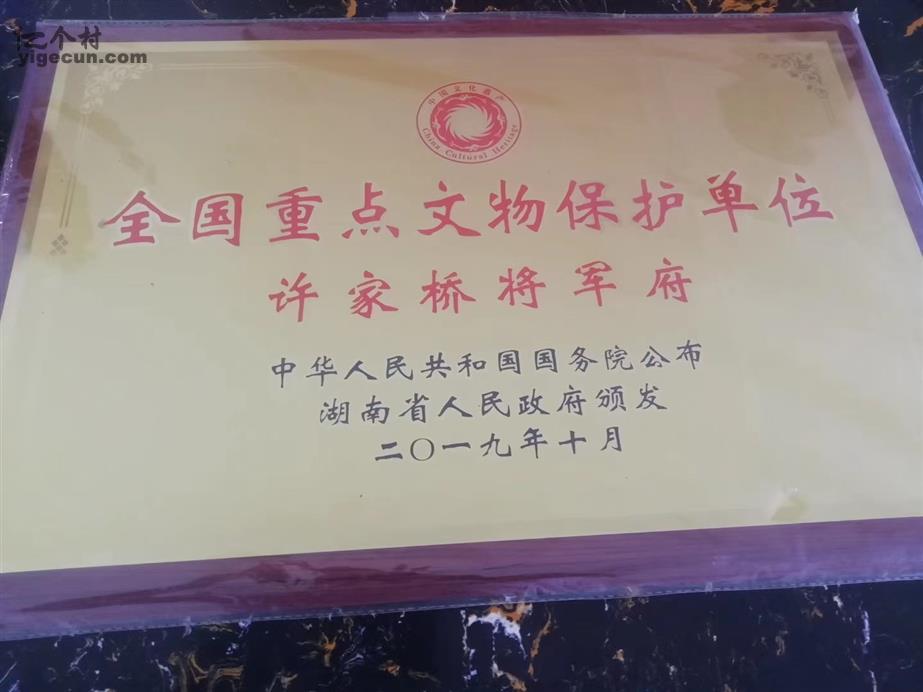 亿个村
yigecun.com
中国文化遗产
China Cultural Heritage
全国重点文物保护单位
许家桥将军府
中华人民共和国国务院公布
湖南省人民政府颁发
二〇一九年十月